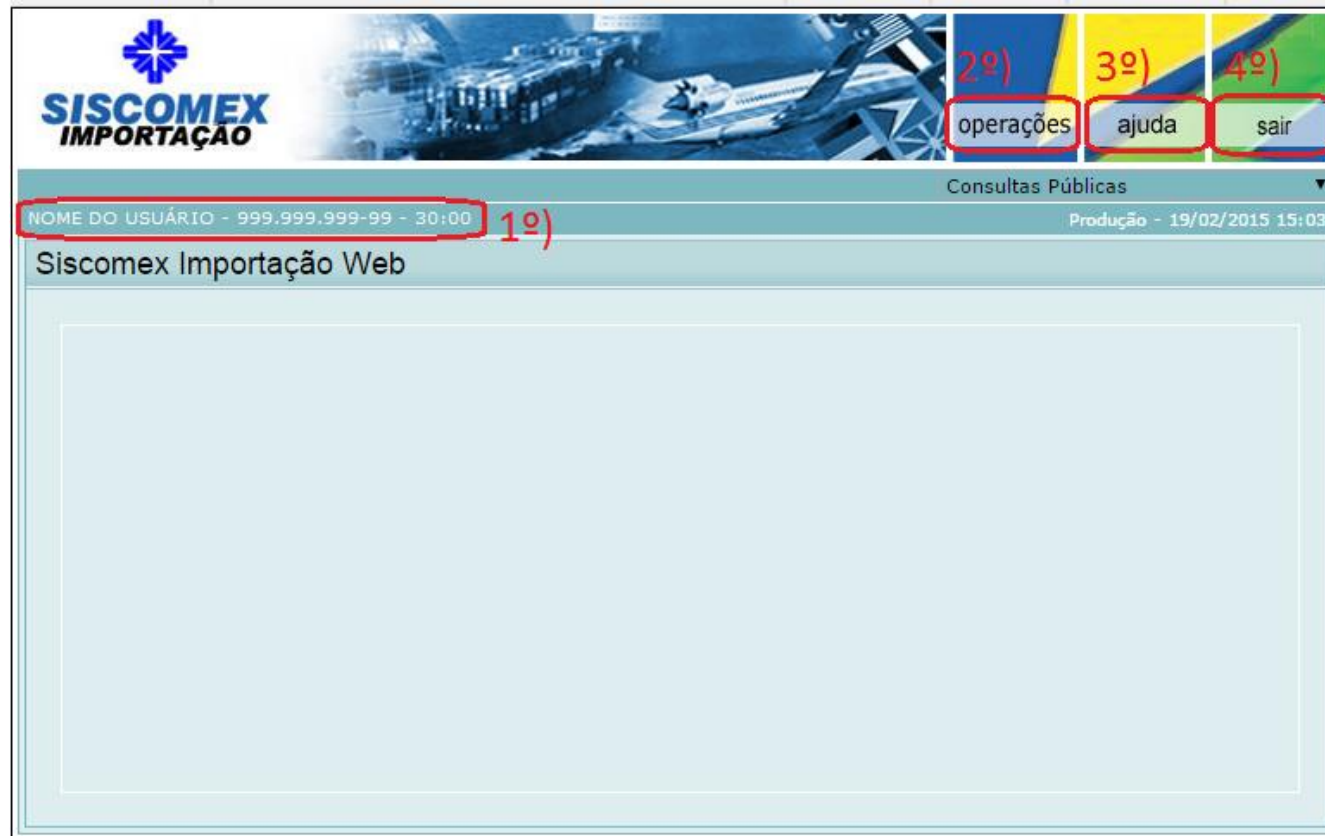 SISCOMEX
IMPORTAÇÃO
2º) 3º) 4º)
operações ajuda sair
Consultas Públicas ▼
NOME DO USUÁRIO - 999.999.999-99 - 30:00 1º) Produção - 19/02/2015 15:03
Siscomex Importação Web